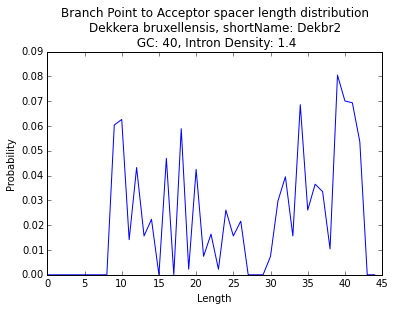 Branch Point to Acceptor spacer length distribution
Dekkera bruxellensis, shortName: Dekbr2
GC: 40, Intron Density: 1.4
0.09
0.08
0.07
0.06
0.05
0.04
0.03
0.02
0.01
0.00
Probability
0 5 10 15 20 25 30 35 40 45
Length